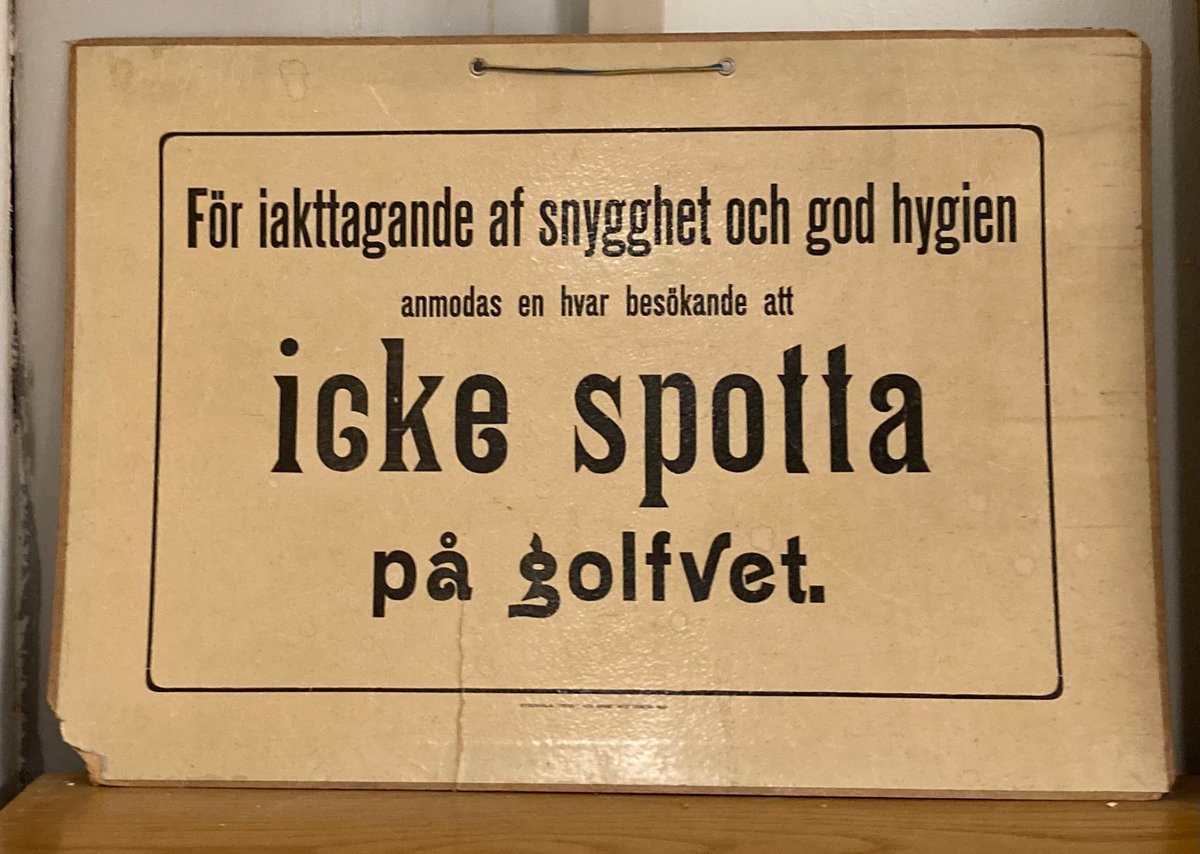 För iakttagande af snygghet och god hygien
anmodas en hvar besökande att
icke spotta
på golfvet.